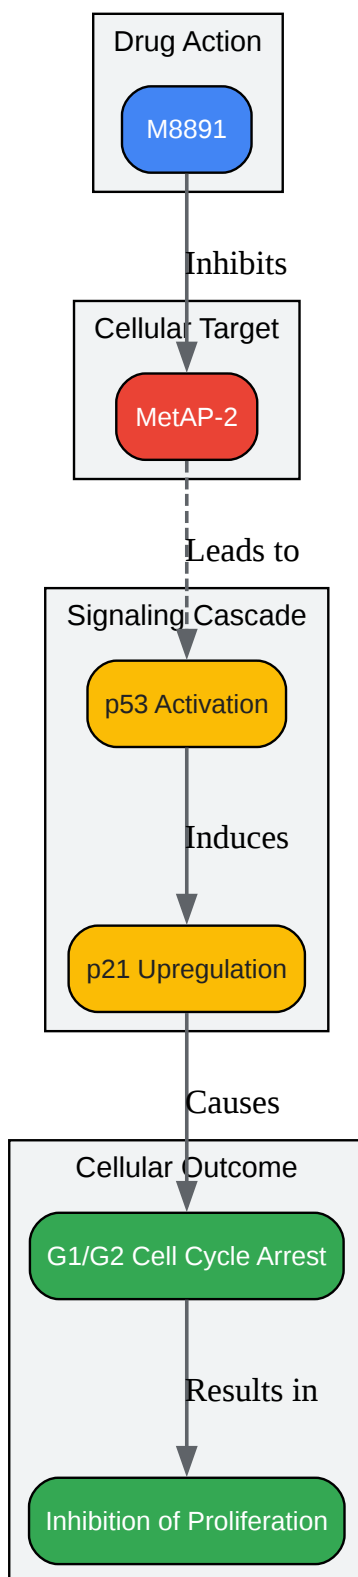 Drug Action
M8891
Inhibits
Cellular Target
MetAP-2
Leads to
Signaling Cascade
p53 Activation
Induces
p21 Upregulation
Causes
Cellular Outcome
G1/G2 Cell Cycle Arrest
Results in
Inhibition of Proliferation